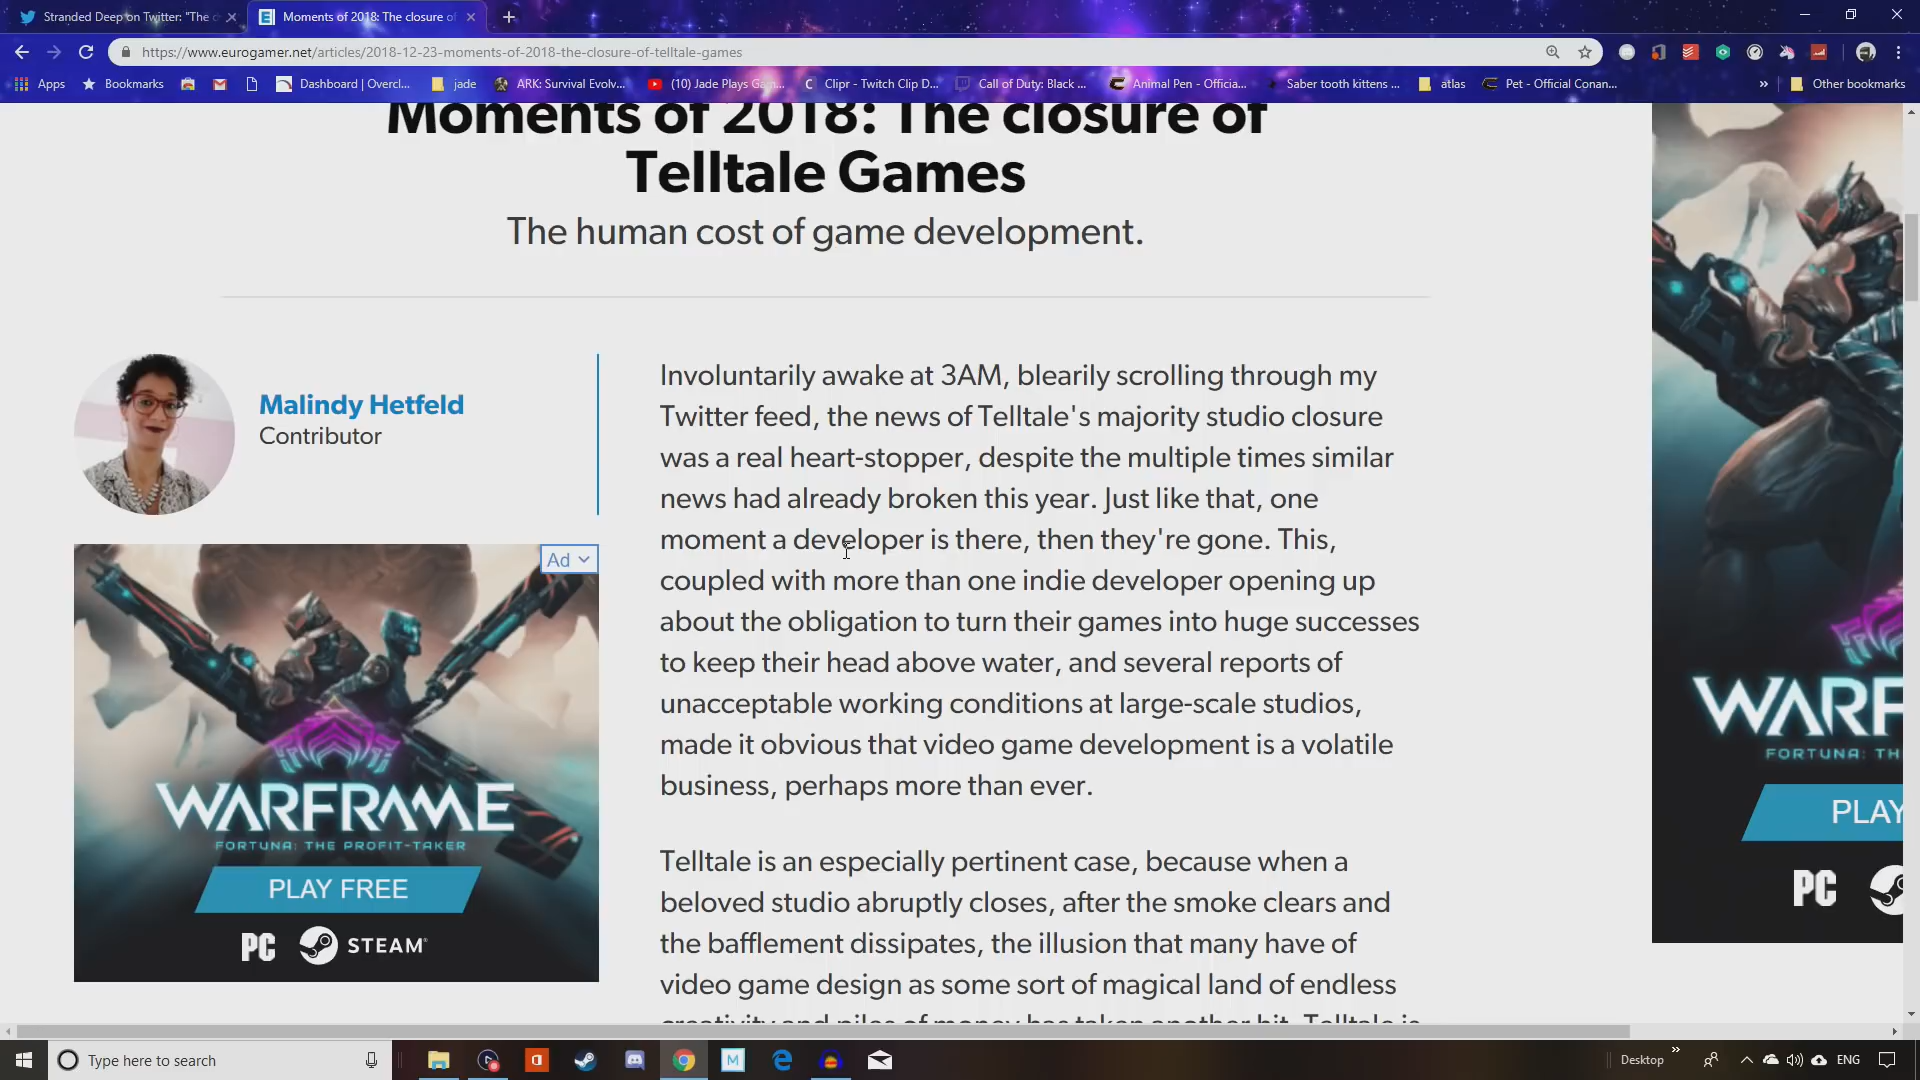 Stranded Deep on Twitter: "The c
Moments of 2018: The closure of
https://www.eurogamer.net/articles/2018-12-23-moments-of-2018-the-closure-of-telltale-games
Apps
Bookmarks
Dashboard | Overcl...
jade
ARK: Survival Evolv...
(10) Jade Plays Gam...
Clipr - Twitch Clip D...
Call of Duty: Black ...
Animal Pen - Officia...
Saber tooth kittens ...
atlas
Pet - Official Conan...
»
Other bookmarks
Moments of 2018: The closure of
Telltale Games
The human cost of game development.
Malindy Hetfeld
Contributor
Involuntarily awake at 3AM, blearily scrolling through my
Twitter feed, the news of Telltale's majority studio closure
was a real heart-stopper, despite the multiple times similar
news had already broken this year. Just like that, one
moment a developer is there, then they're gone. This,
coupled with more than one indie developer opening up
about the obligation to turn their games into huge successes
to keep their head above water, and several reports of
unacceptable working conditions at large-scale studios,
made it obvious that video game development is a volatile
business, perhaps more than ever.
Telltale is an especially pertinent case, because when a
beloved studio abruptly closes, after the smoke clears and
the bafflement dissipates, the illusion that many have of
video game design as some sort of magical land of endless
creativity and piles of money has taken another hit. Telltale is
Ad
WARFRAME
FORTUNA: THE PROFIT-TAKER
PLAY FREE
PC
STEAM
WARF
FORTUNA: TH
PLAY
PC
Type here to search
Desktop
»
ENG